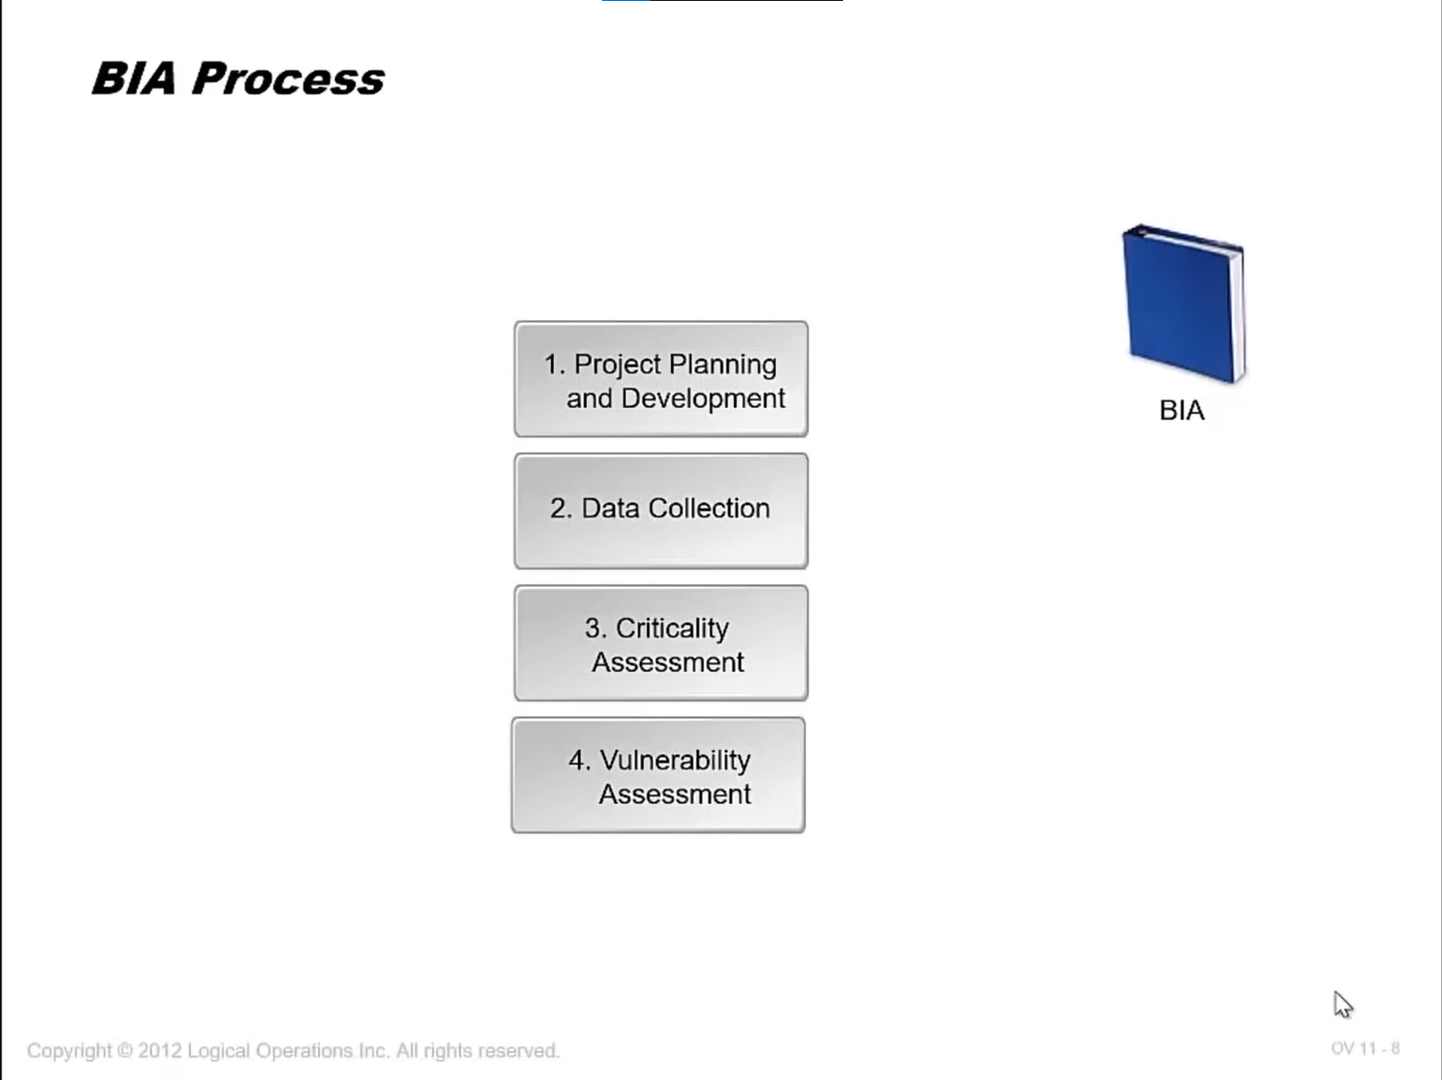 BIA Process
1. Project Planning
and Development
2. Data Collection
3. Criticality
Assessment
4. Vulnerability
Assessment
BIA
Copyright © 2012 Logical Operations Inc. All rights reserved.
OV 11 - 8